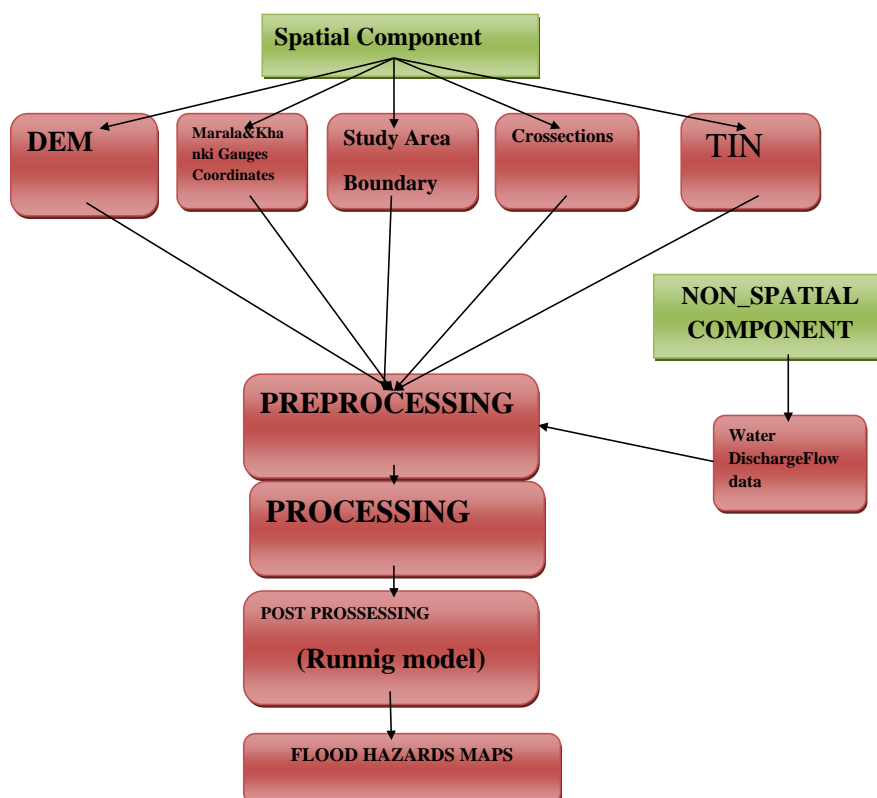 Spatial Component
DEM
Marala&Kha
nki Gauges
Coordinates
Study Area
Boundary
Crossections
TIN
NON_SPATIAL
COMPONENT
PREPROCESSING
Water
DischargeFlow
data
PROCESSING
POST PROSSESSING
(Runnig model)
FLOOD HAZARDS MAPS